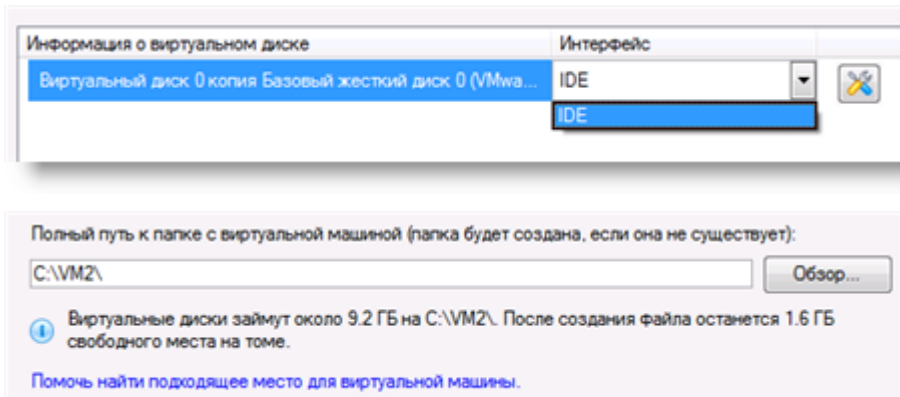 Информация о виртуальном диске Интерфейс
Виртуальный диск 0 копия Базовый жесткий диск 0 (VMwa... IDE
IDE
Полный путь к папке с виртуальной машиной (папка будет создана, если она не существует):
C:\VM2\ Обзор...
Виртуальные диски займут около 9.2 ГБ на C:\VM2\. После создания файла останется 1.6 ГБ
свободного места на томе.
Помочь найти подходящее место для виртуальной машины.